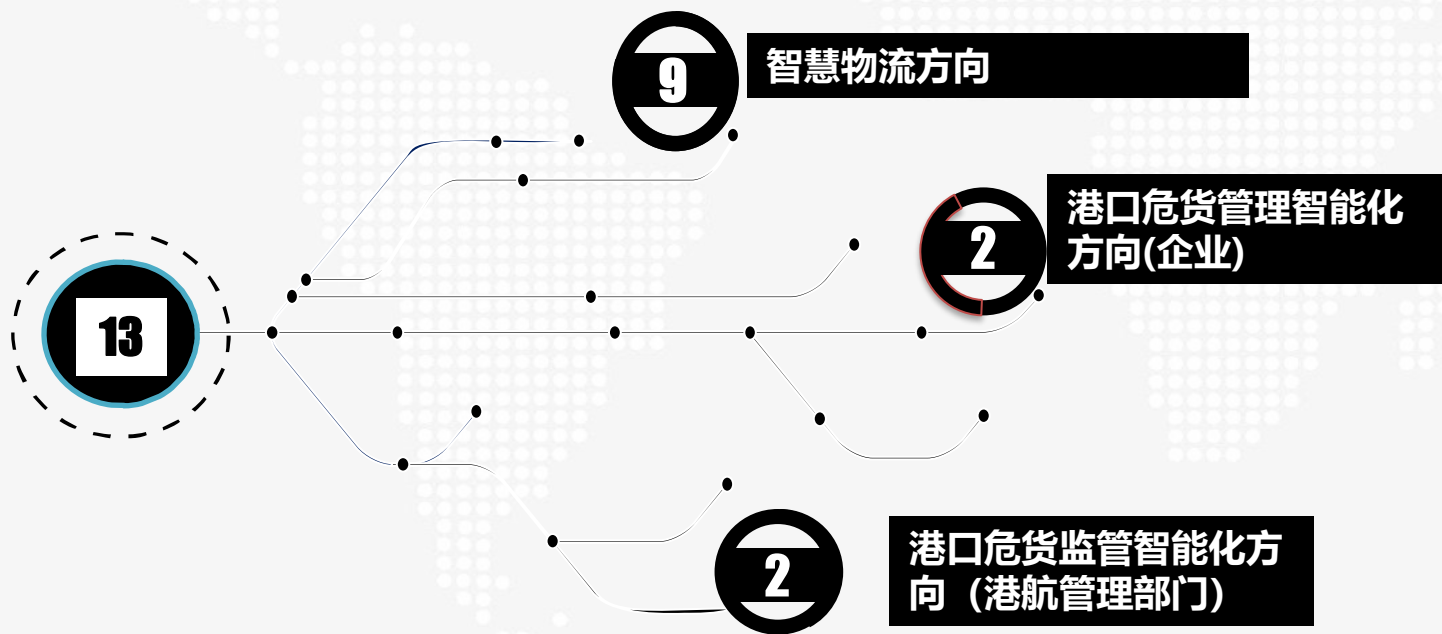 9
智慧物流方向
2
港口危货管理智能化
方向(企业)
13
2
港口危货监管智能化方
向（港航管理部门）